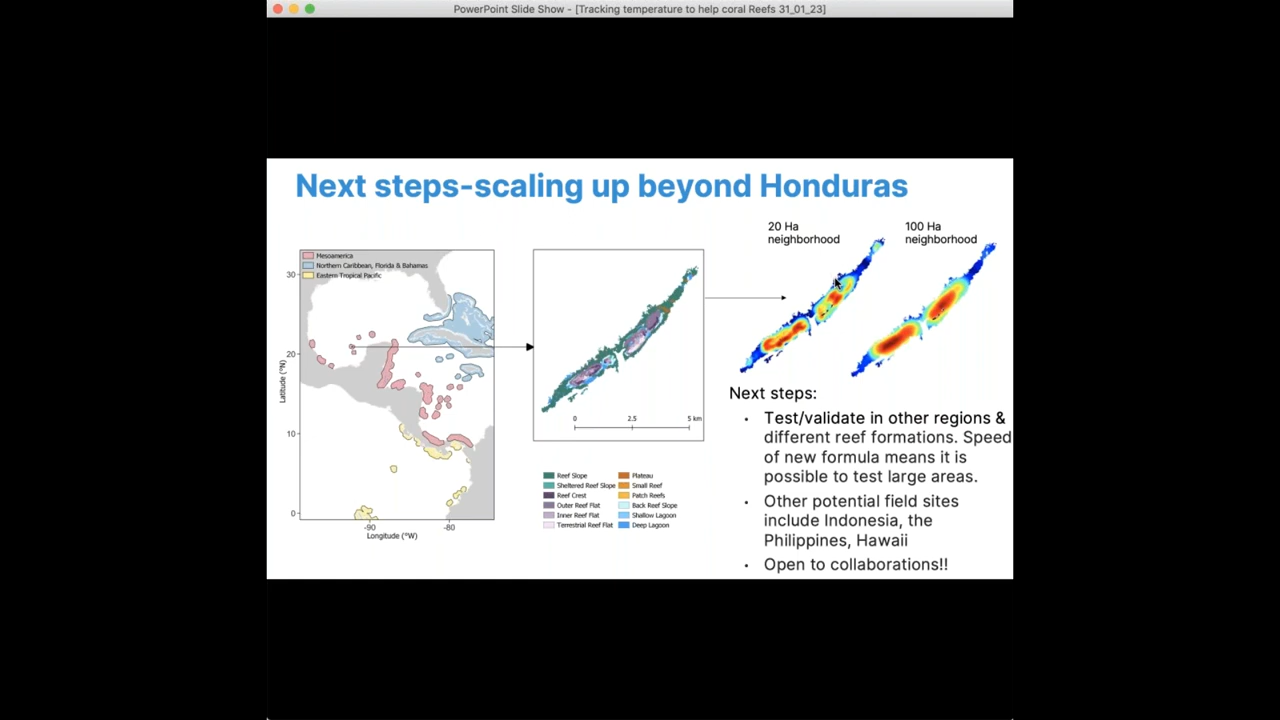 PowerPoint Slide Show - [Tracking temperature to help coral Reefs 31_01_23]
Next steps-scaling up beyond Honduras
Mesoamerica
Northern Caribbean, Florida & Bahamas
Eastern Tropical Pacific
30
20
10
0
Latitude (°N)
-90
-80
Longitude (°W)
0
2.5
5 km
Reef Slope
Sheltered Reef Slope
Reef Crest
Outer Reef Flat
Inner Reef Flat
Terrestrial Reef Flat
Plateau
Small Reef
Patch Reefs
Back Reef Slope
Shallow Lagoon
Deep Lagoon
20 Ha
neighborhood
100 Ha
neighborhood
Next steps:
• Test/validate in other regions &
different reef formations. Speed
of new formula means it is
possible to test large areas.
• Other potential field sites
include Indonesia, the
Philippines, Hawaii
• Open to collaborations!!